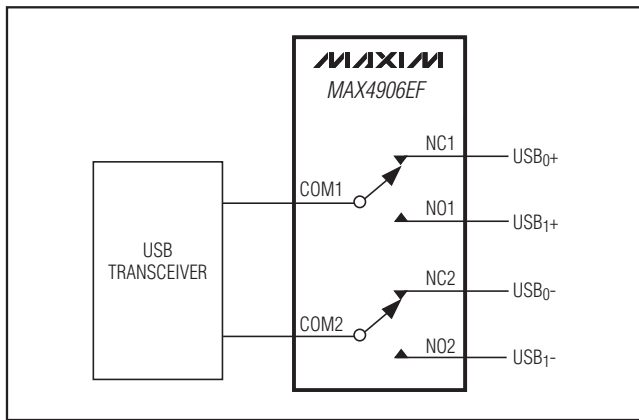 MAXIM
MAX4906EF
NC1
USB0+
COM1
NO1
USB1+
USB
TRANSCEIVER
NC2
USB0-
COM2
NO2
USB1-